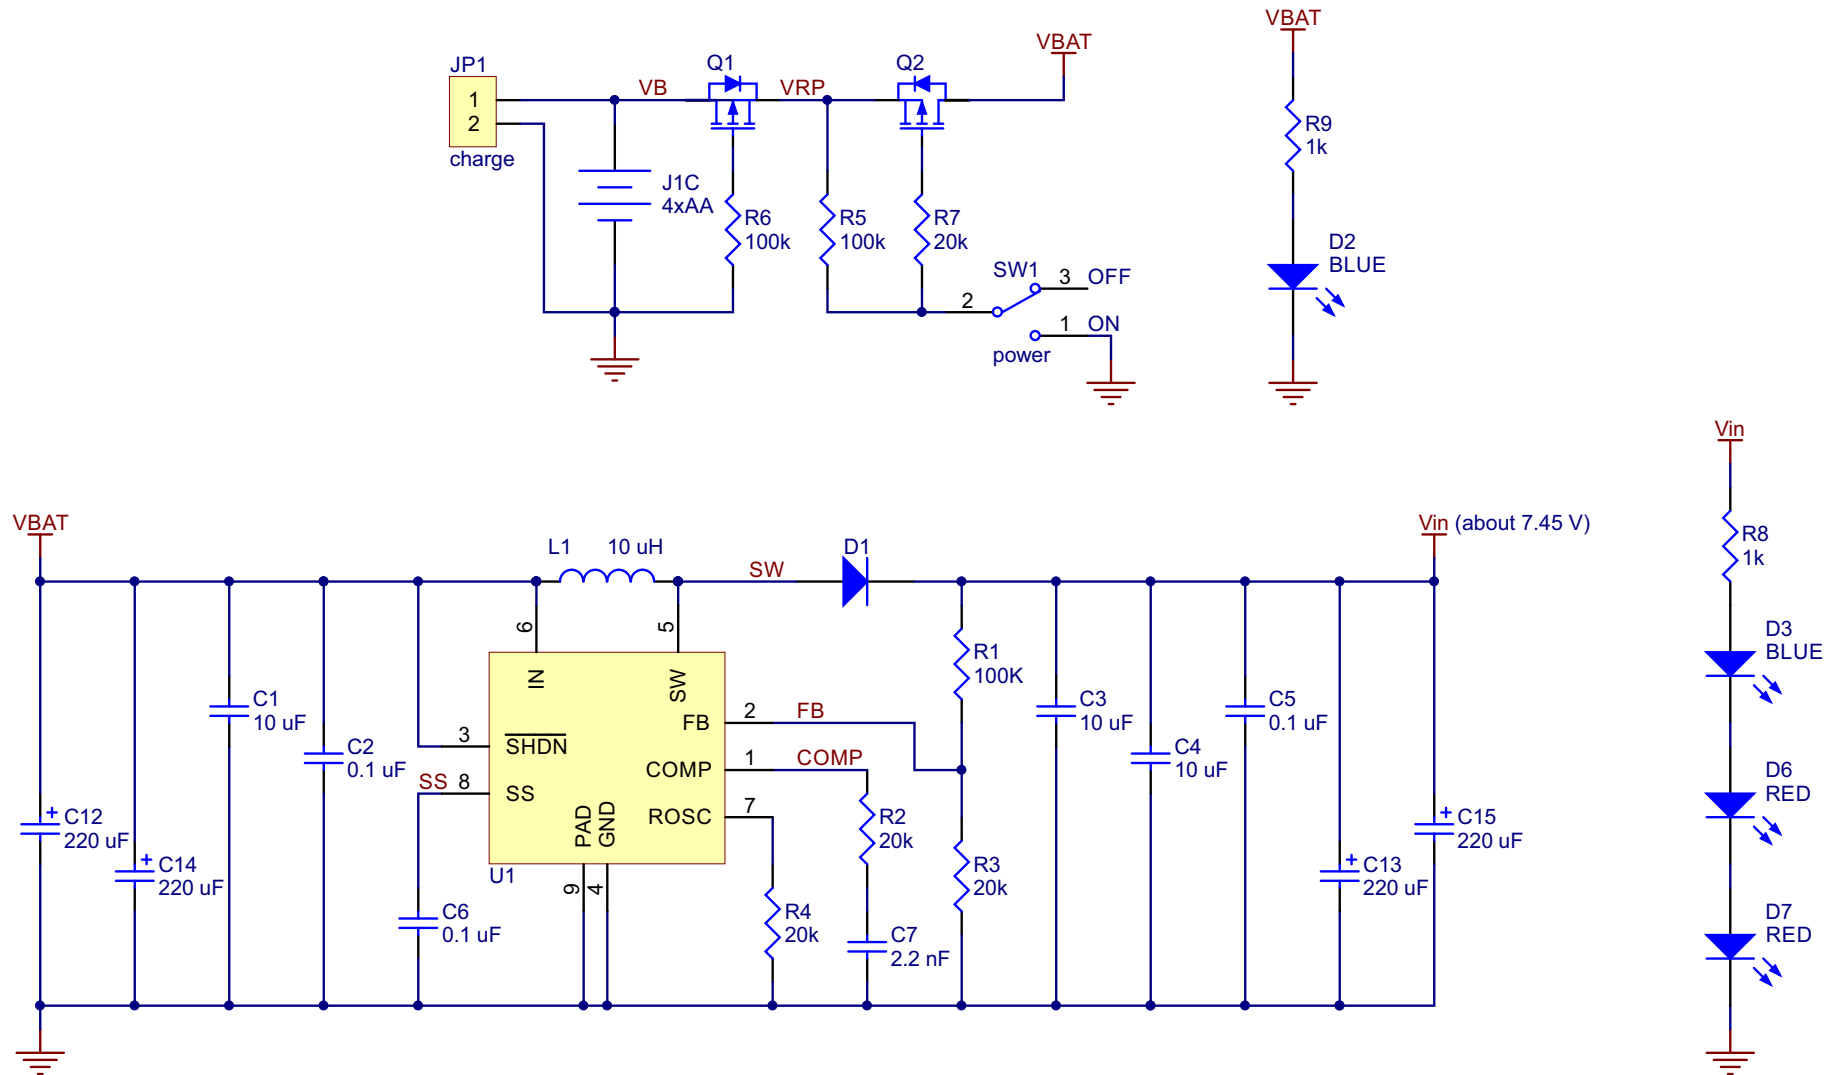 VBAT
JP1
1
2
charge
VB
Q1
VRP
Q2
VBAT
J1C
4xAA
R6
100k
R5
100k
R7
20k
SW1
2
3 OFF
1 ON
power
R9
1k
D2
BLUE
VBAT
L1 10 uH
SW
D1
Vin (about 7.45 V)
6
5
IN
SW
3
SHDN
SS 8
SS
FB
2 FB
COMP
1 COMP
ROSC
7
PAD
GND
9
4
U1
C12
220 uF
C14
220 uF
C1
10 uF
C2
0.1 uF
C6
0.1 uF
R4
20k
R2
20k
C7
2.2 nF
R1
100K
R3
20k
C3
10 uF
C4
10 uF
C5
0.1 uF
C13
220 uF
C15
220 uF
Vin
R8
1k
D3
BLUE
D6
RED
D7
RED